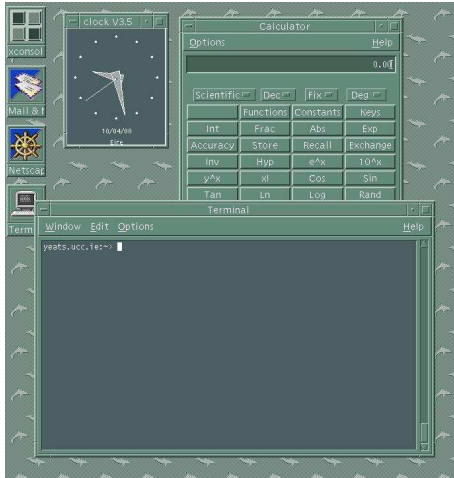 xconsol
Mail & f
Netscap
Term
clock V3.5
10/04/00
Eire
Calculator
Options Help
0.00
Scientific Dec Fix Deg
Functions Constants Keys
Int Frac Abs Exp
Accuracy Store Recall Exchange
Inv Hyp e^x 10^x
y^x x! Cos Sin
Tan Ln Log Rand
Terminal
Window Edit Options Help
yeats.ucc.ie:~>